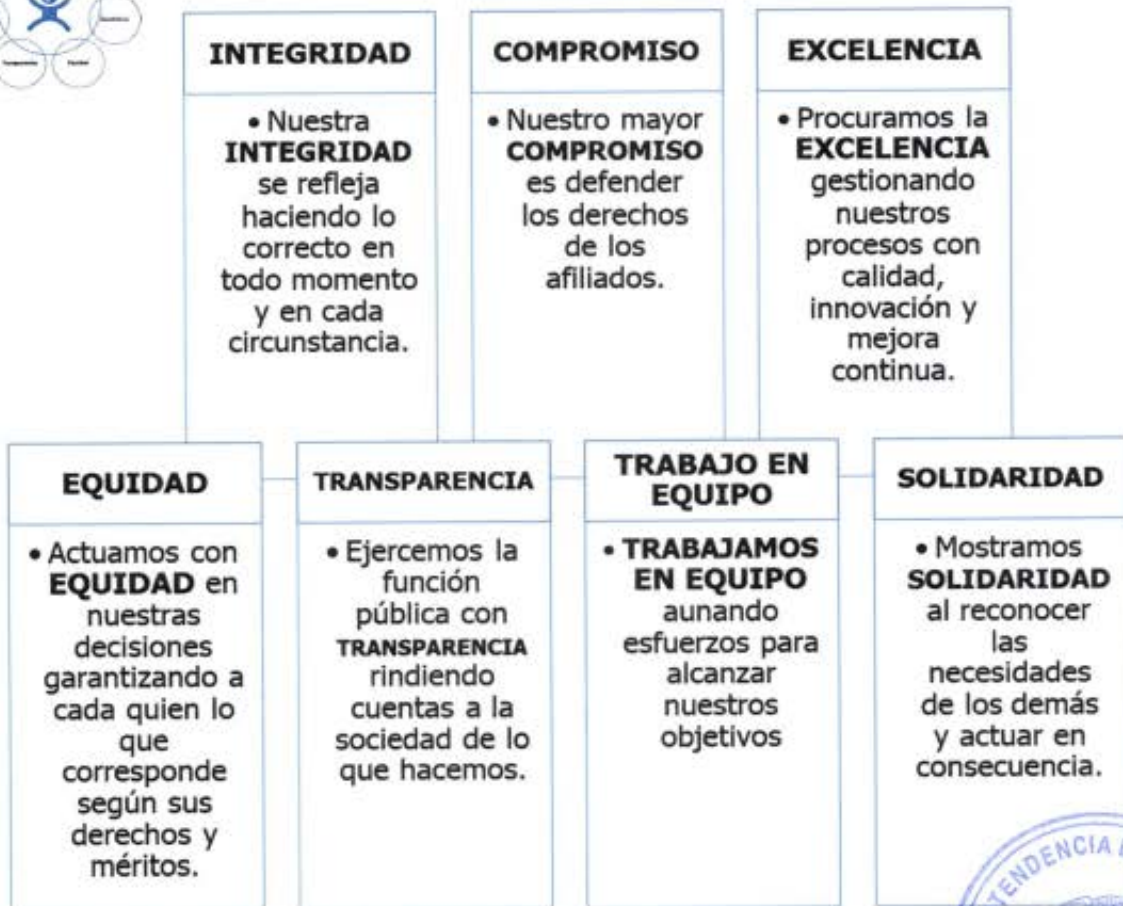 INTEGRIDAD
• Nuestra
INTEGRIDAD
se refleja
haciendo lo
correcto en
todo momento
y en cada
circunstancia.
COMPROMISO
• Nuestro mayor
COMPROMISO
es defender
los derechos
de los
afiliados.
EXCELENCIA
• Procuramos la
EXCELENCIA
gestionando
nuestros
procesos con
calidad,
innovación y
mejora
continua.
EQUIDAD
• Actuamos con
EQUIDAD en
nuestras
decisiones
garantizando a
cada quien lo
que
corresponde
según sus
derechos y
méritos.
TRANSPARENCIA
• Ejercemos la
función
pública con
TRANSPARENCIA
rindiendo
cuentas a la
sociedad de lo
que hacemos.
TRABAJO EN
EQUIPO
• TRABAJAMOS
EN EQUIPO
aunando
esfuerzos para
alcanzar
nuestros
objetivos
SOLIDARIDAD
• Mostramos
SOLIDARIDAD
al reconocer
las
necesidades
de los demás
y actuar en
consecuencia.
TENDENCIA